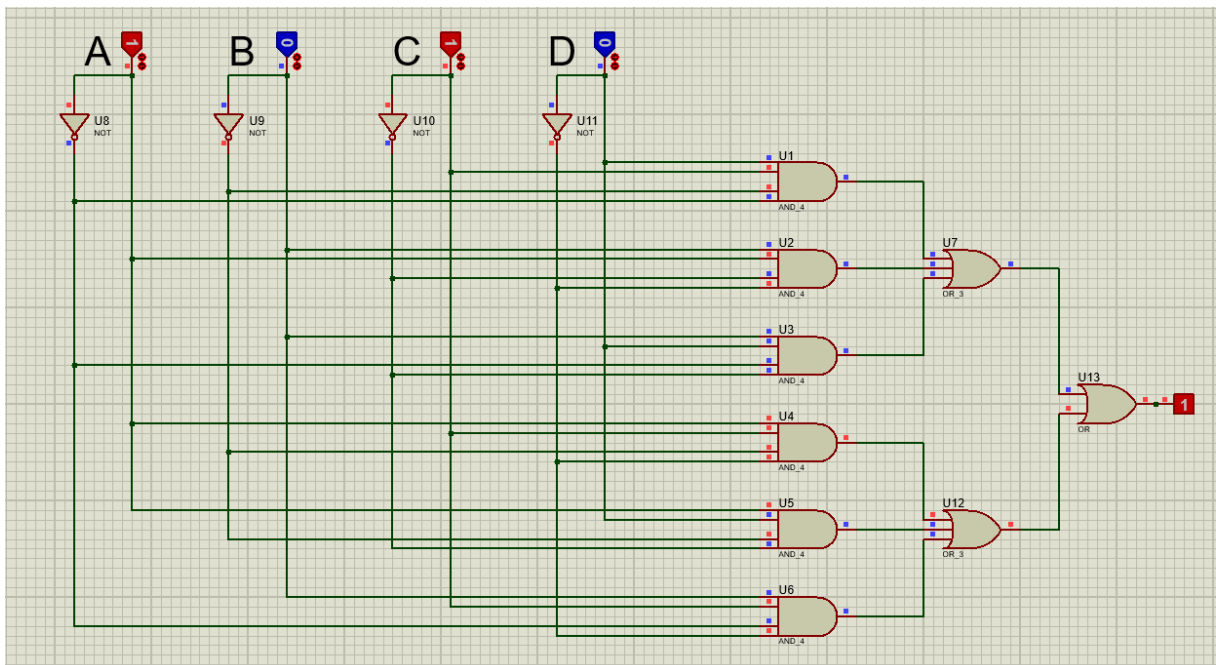 A 1 B 0 C 1 D 0
U8
NOT
U9
NOT
U10
NOT
U11
NOT
U1
AND_4
U2
AND_4
U7
OR_3
U3
AND_4
U13
OR
1
U4
AND_4
U5
AND_4
U12
OR_3
U6
AND_4